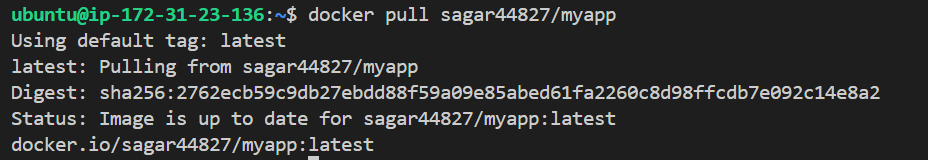 ubuntu@ip-172-31-23-136:~$ docker pull sagar44827/myapp
Using default tag: latest
latest: Pulling from sagar44827/myapp
Digest: sha256:2762ecb59c9db27ebdd88f59a09e85abed61fa2260c8d98ffcdb7e092c14e8a2
Status: Image is up to date for sagar44827/myapp:latest
docker.io/sagar44827/myapp:latest